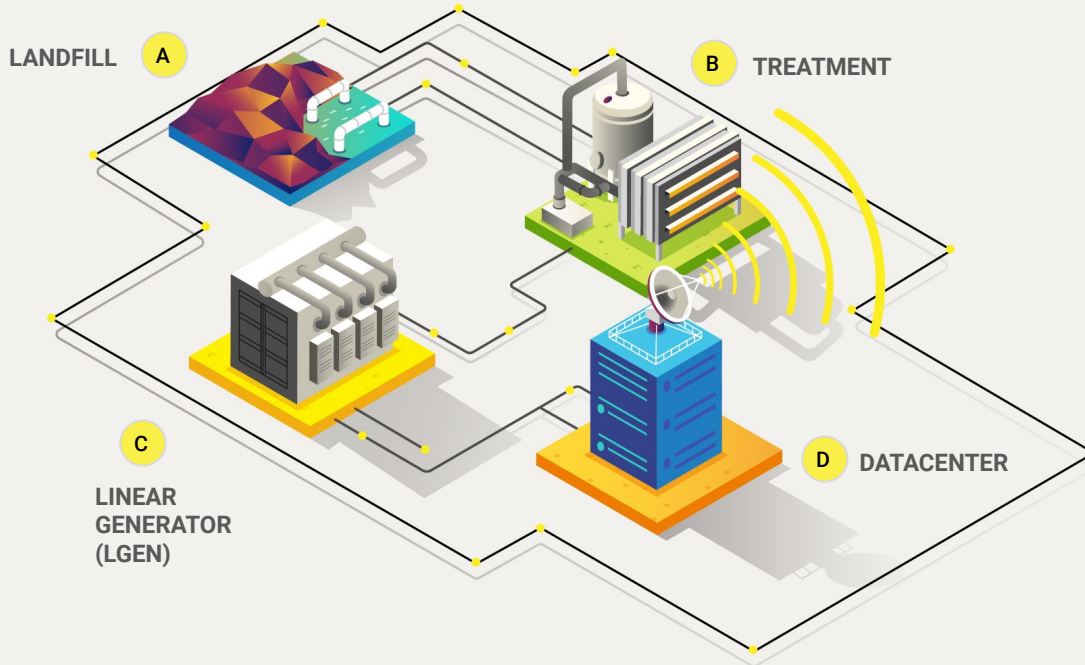 LANDFILL
A
B
TREATMENT
C
LINEAR
GENERATOR
(LGEN)
D
DATACENTER